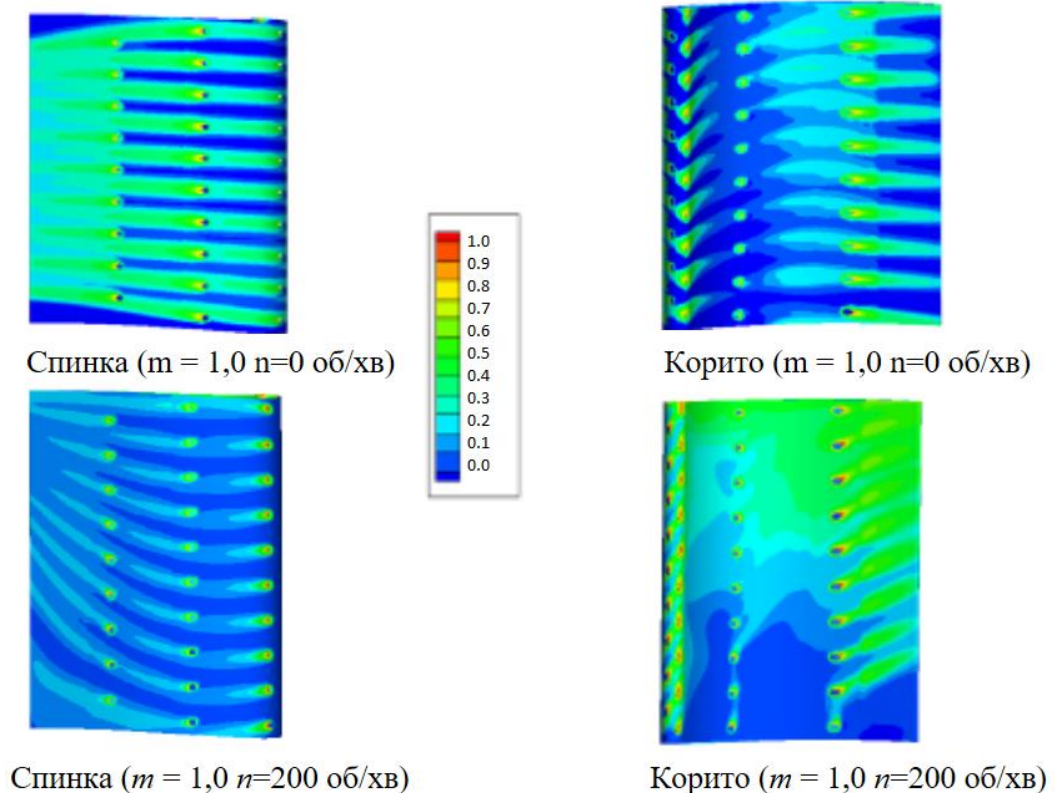 Спинка (m = 1,0 n=0 об/хв)
Корито (m = 1,0 n=0 об/хв)
1.0
0.9
0.8
0.7
0.6
0.5
0.4
0.3
0.2
0.1
0.0
Спинка (m = 1,0 n=200 об/хв)
Корито (m = 1,0 n=200 об/хв)